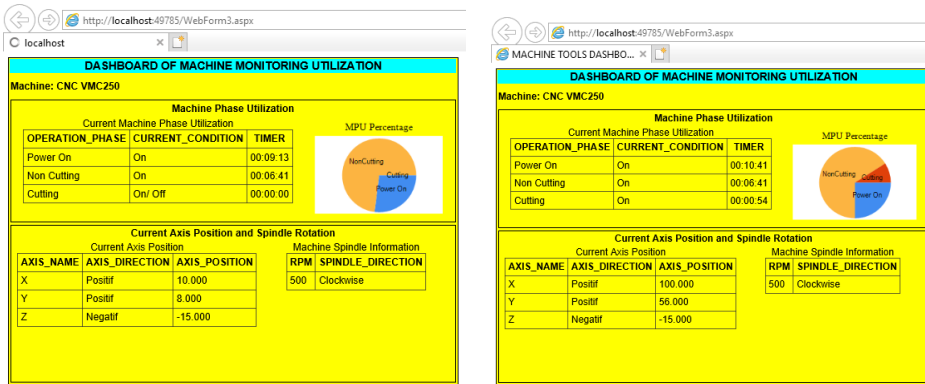 http://localhost:49785/WebForm3.aspx
localhost
DASHBOARD OF MACHINE MONITORING UTILIZATION
Machine: CNC VMC250
Machine Phase Utilization
Current Machine Phase Utilization
OPERATION_PHASE CURRENT_CONDITION TIMER
Power On On 00:09:13
Non Cutting On 00:06:41
Cutting On/ Off 00:00:00
MPU Percentage
NonCutting
Cutting
Power On
Current Axis Position and Spindle Rotation
Current Axis Position
AXIS_NAME AXIS_DIRECTION AXIS_POSITION
X Positif 10.000
Y Positif 8.000
Z Negatif -15.000
Machine Spindle Information
RPM SPINDLE_DIRECTION
500 Clockwise
http://localhost:49785/WebForm3.aspx
MACHINE TOOLS DASHBO...
DASHBOARD OF MACHINE MONITORING UTILIZATION
Machine: CNC VMC250
Machine Phase Utilization
Current Machine Phase Utilization
OPERATION_PHASE CURRENT_CONDITION TIMER
Power On On 00:10:41
Non Cutting On 00:06:41
Cutting On 00:00:54
MPU Percentage
NonCutting Cutting
Power On
Current Axis Position and Spindle Rotation
Current Axis Position
AXIS_NAME AXIS_DIRECTION AXIS_POSITION
X Positif 100.000
Y Positif 56.000
Z Negatif -15.000
Machine Spindle Information
RPM SPINDLE_DIRECTION
500 Clockwise